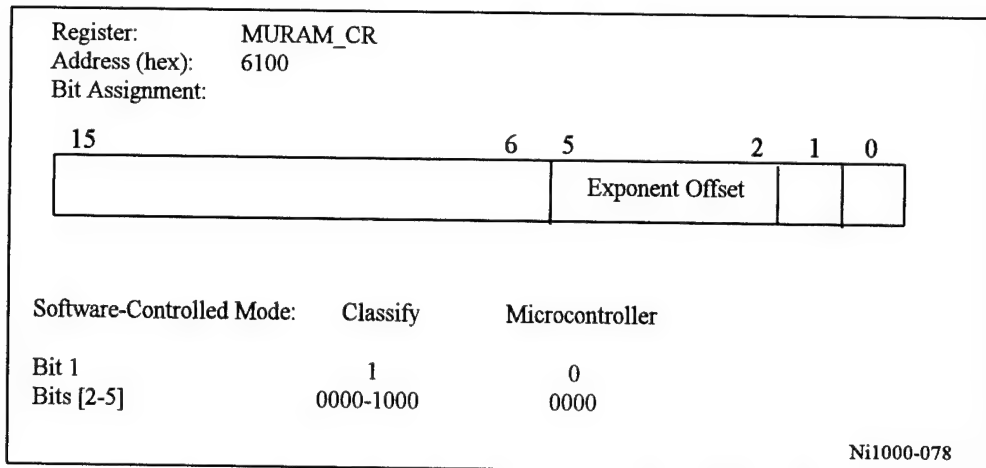 Register: MURAM_CR
Address (hex): 6100
Bit Assignment:
15 6 5 2 1 0
Exponent Offset
Software-Controlled Mode: Classify Microcontroller
Bit 1 1 0
Bits [2-5] 0000-1000 0000
Ni1000-078